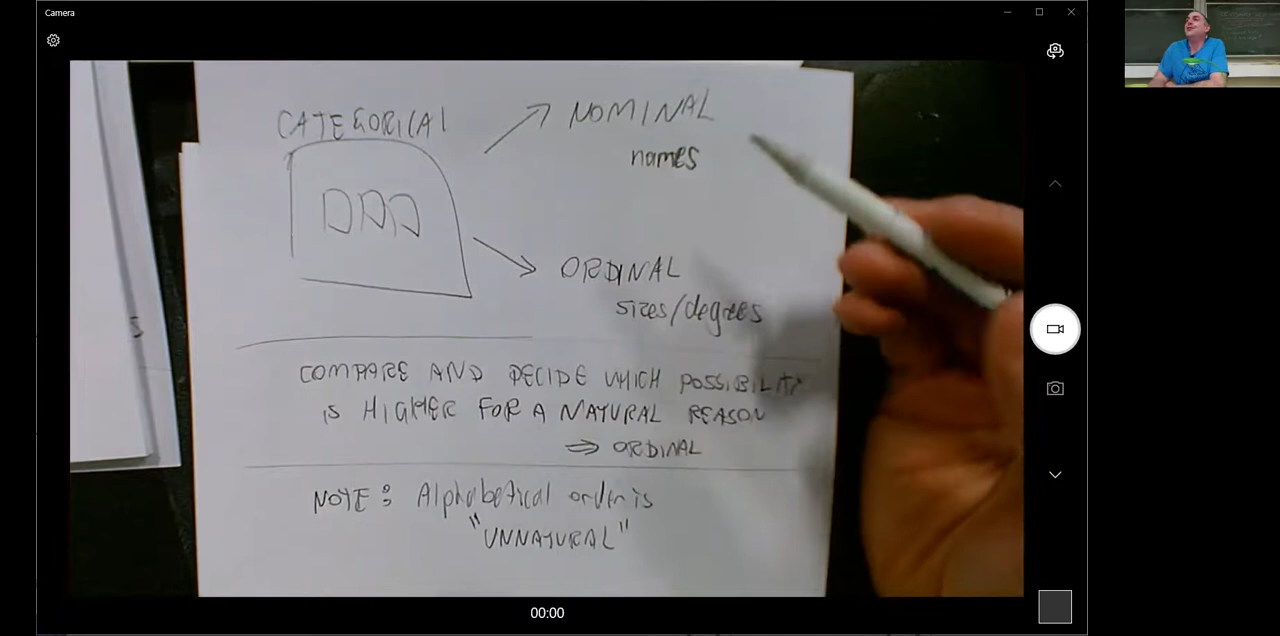 Camera
CATEGORICAL
NOMINAL
names
ORDINAL
sizes/degrees
COMPARE AND DECIDE WHICH POSSIBILITY
IS HIGHER FOR A NATURAL REASON
⇒ ORDINAL
NOTE: Alphabetical order is
"UNNATURAL"
00:00